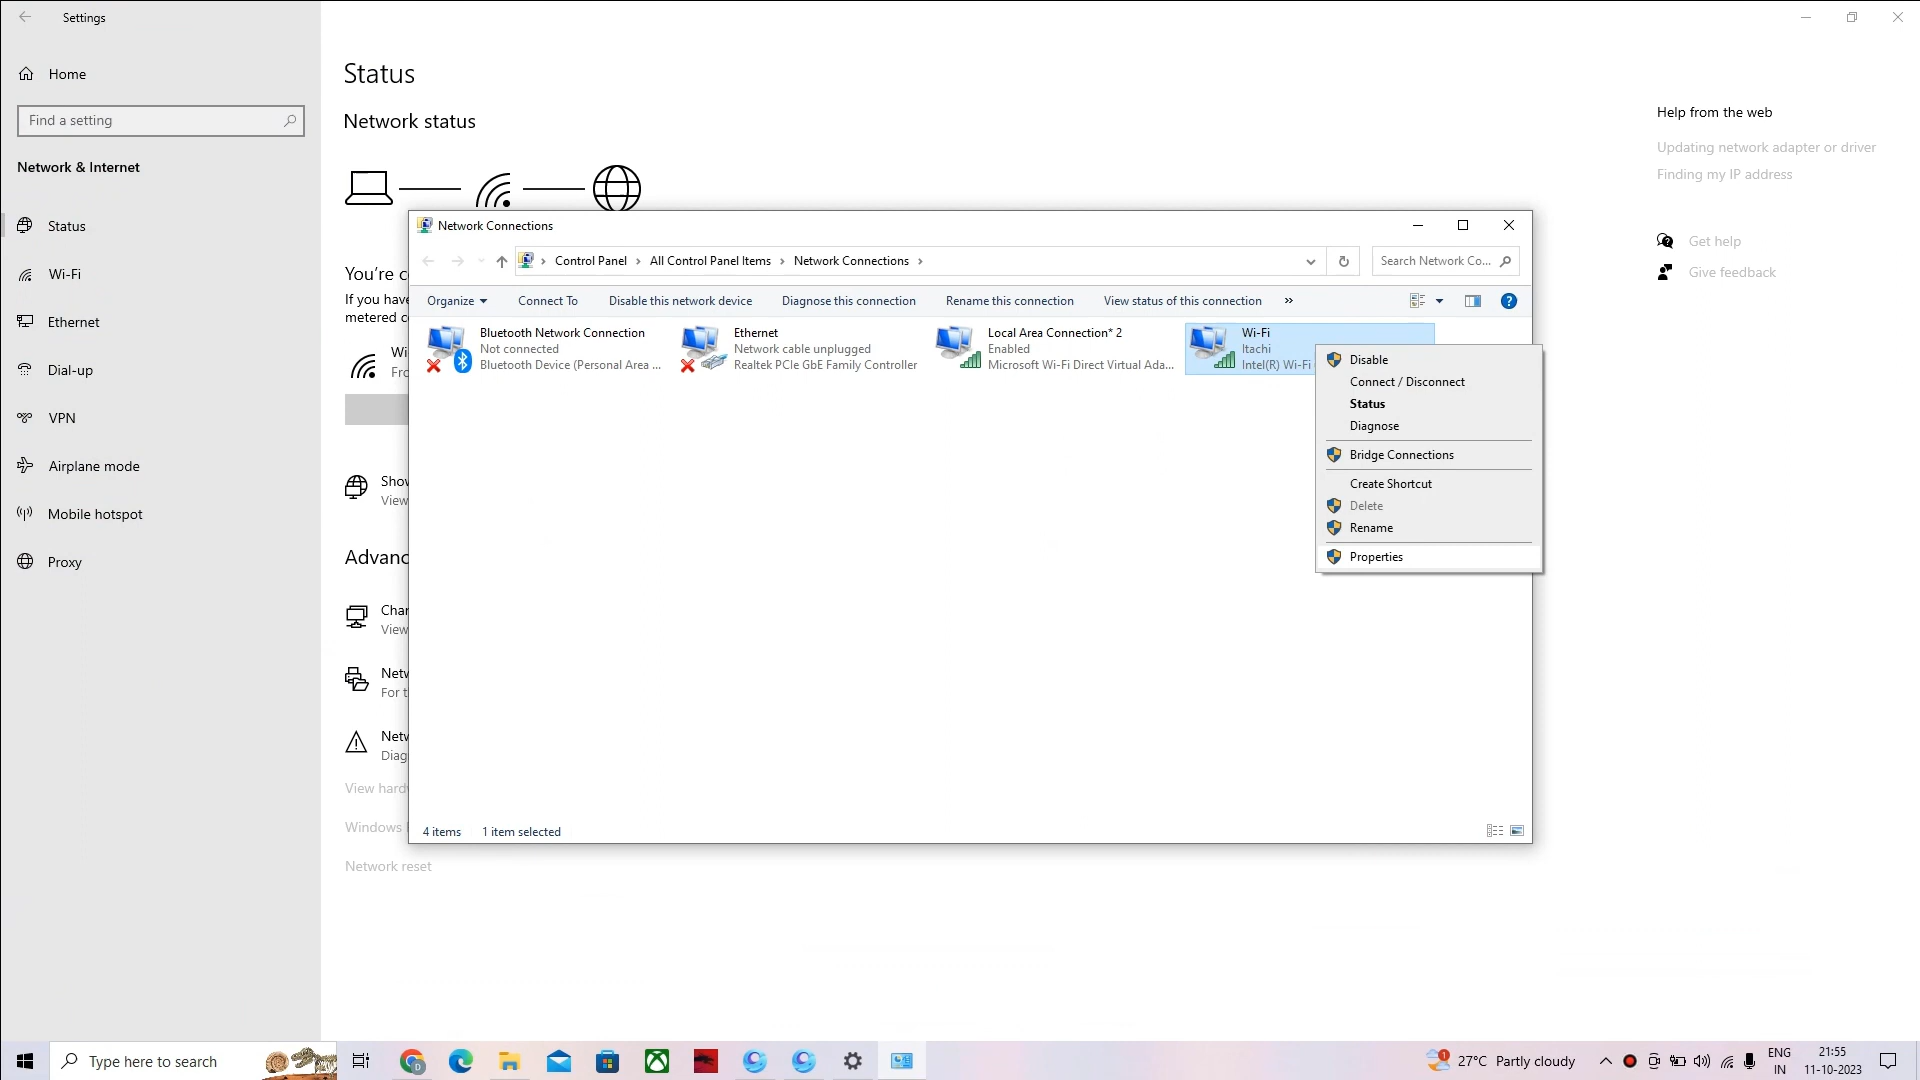 Settings
Home
Find a setting
Network & Internet
Status
Wi-Fi
Ethernet
Dial-up
VPN
Airplane mode
Mobile hotspot
Proxy
Status
Network status
You're c
If you have
metered c
Wi
Fro
Show
View
Advanc
Chan
View
Netw
For t
Netw
Diag
View hardw
Windows
Network reset
Help from the web
Updating network adapter or driver
Finding my IP address
Get help
Give feedback
Network Connections
Control Panel > All Control Panel Items > Network Connections >
Search Network Co...
Organize
Connect To
Disable this network device
Diagnose this connection
Rename this connection
View status of this connection
»
Bluetooth Network Connection
Not connected
Bluetooth Device (Personal Area ...
Ethernet
Network cable unplugged
Realtek PCIe GbE Family Controller
Local Area Connection* 2
Enabled
Microsoft Wi-Fi Direct Virtual Ada...
Wi-Fi
Itachi
Intel(R) Wi-Fi
Disable
Connect / Disconnect
Status
Diagnose
Bridge Connections
Create Shortcut
Delete
Rename
Properties
4 items
1 item selected
Type here to search
27°C Partly cloudy
ENG
IN
21:55
11-10-2023